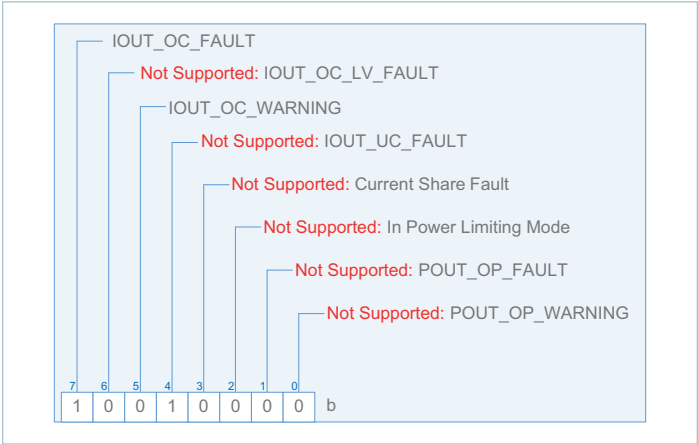 IOUT_OC_FAULT
Not Supported: IOUT_OC_LV_FAULT
IOUT_OC_WARNING
Not Supported: IOUT_UC_FAULT
Not Supported: Current Share Fault
Not Supported: In Power Limiting Mode
Not Supported: POUT_OP_FAULT
Not Supported: POUT_OP_WARNING
7 6 5 4 3 2 1 0
1 0 0 1 0 0 0 0 b